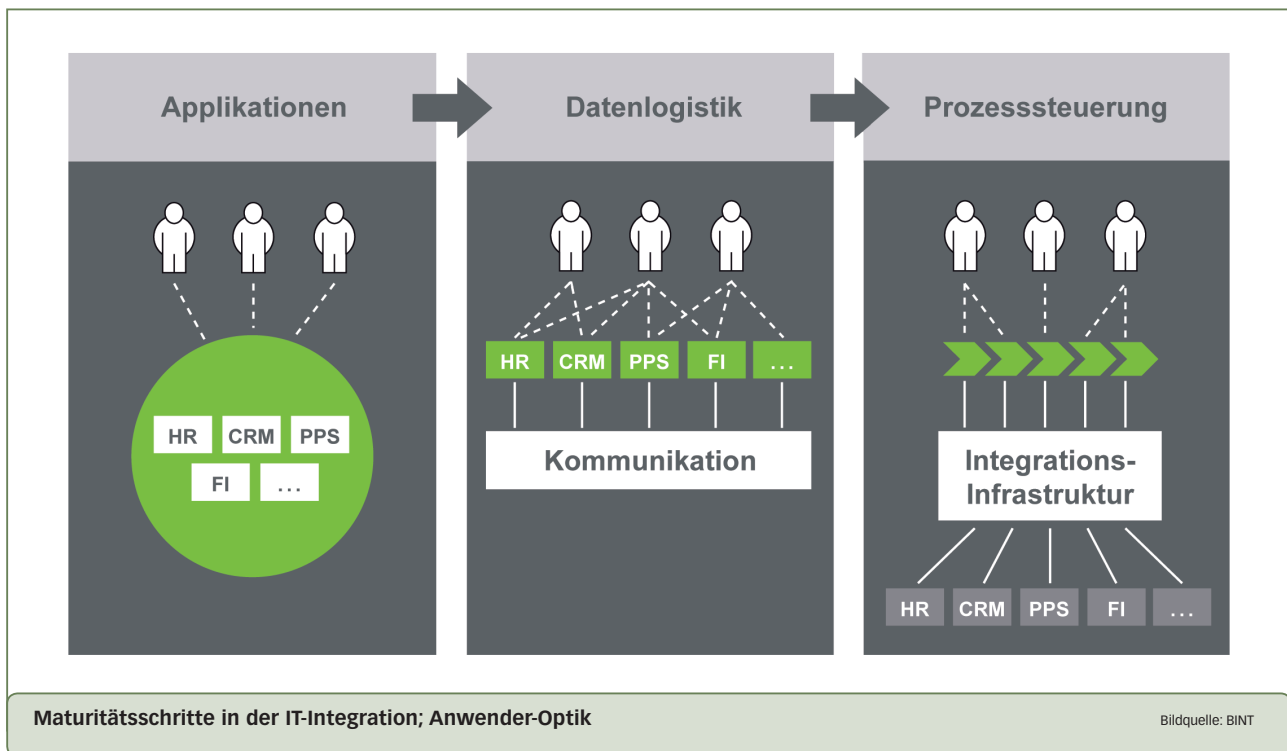 Applikationen
Datenlogistik
Prozesssteuerung
HR CRM PPS
FI ...
HR CRM PPS FI ...
Kommunikation
Integrations-
Infrastruktur
HR CRM PPS FI ...
Maturitätsschritte in der IT-Integration; Anwender-Optik
Bildquelle: BINT